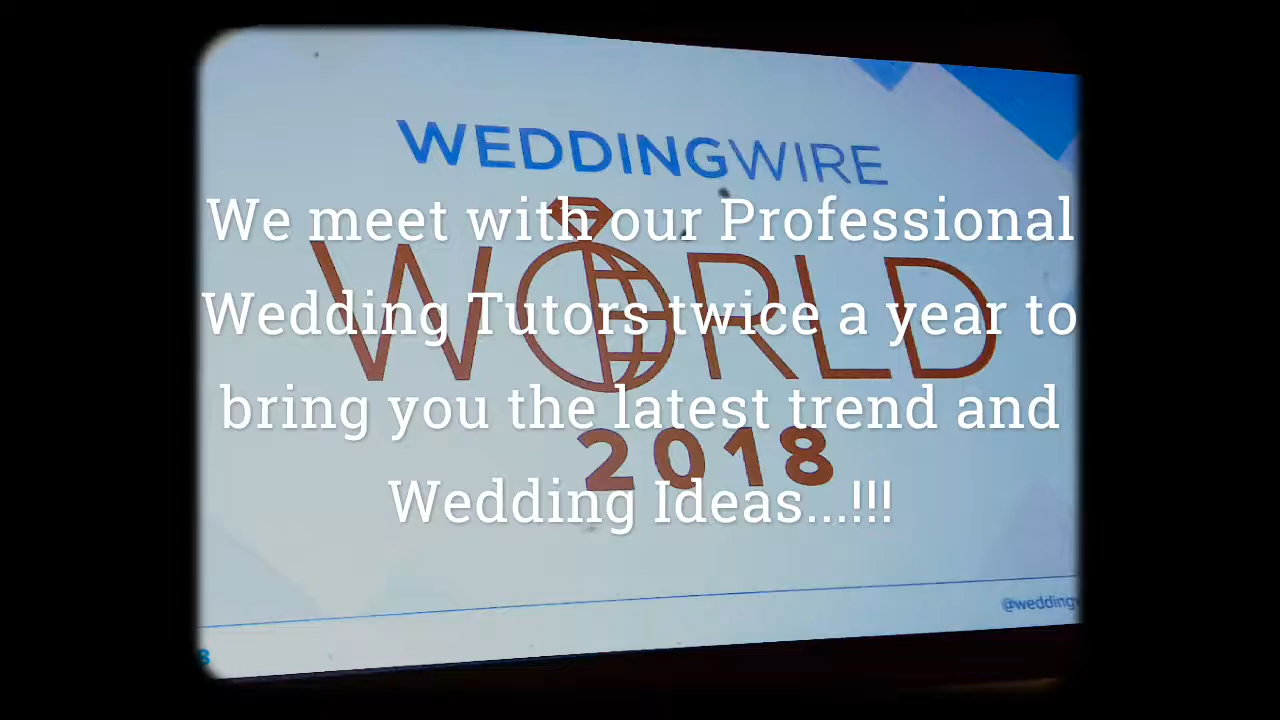 WEDDINGWIRE
WORLD
2018
We meet with our Professional
Wedding Tutors twice a year to
bring you the latest trend and
Wedding Ideas...!!!